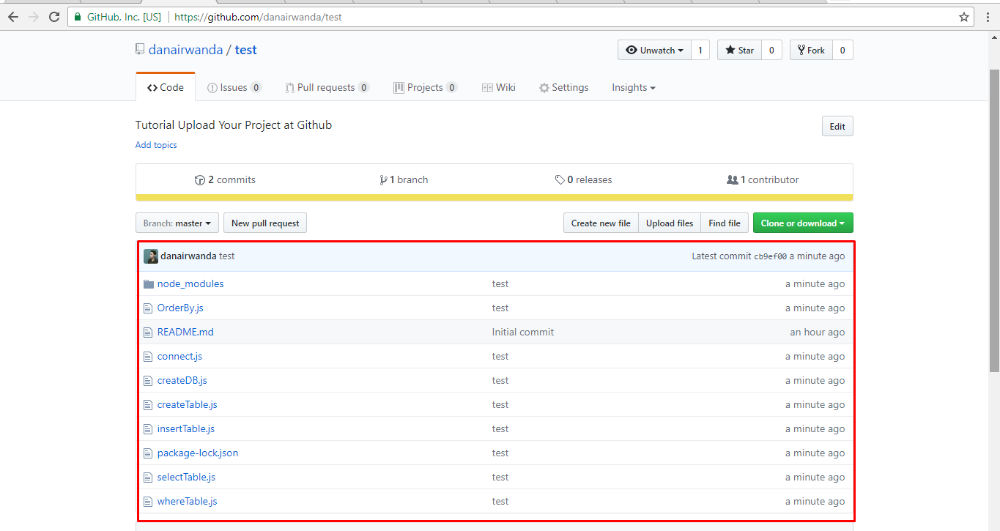 GitHub, Inc. [US] https://github.com/danairwanda/test
danairwanda / test Unwatch 1 Star 0 Fork 0
Code Issues 0 Pull requests 0 Projects 0 Wiki Settings Insights
Tutorial Upload Your Project at Github Edit
Add topics
2 commits 1 branch 0 releases 1 contributor
Branch: master New pull request Create new file Upload files Find file Clone or download
danairwanda test Latest commit cb9ef00 a minute ago
node_modules test a minute ago
OrderBy.js test a minute ago
README.md Initial commit an hour ago
connect.js test a minute ago
createDB.js test a minute ago
createTable.js test a minute ago
insertTable.js test a minute ago
package-lock.json test a minute ago
selectTable.js test a minute ago
whereTable.js test a minute ago